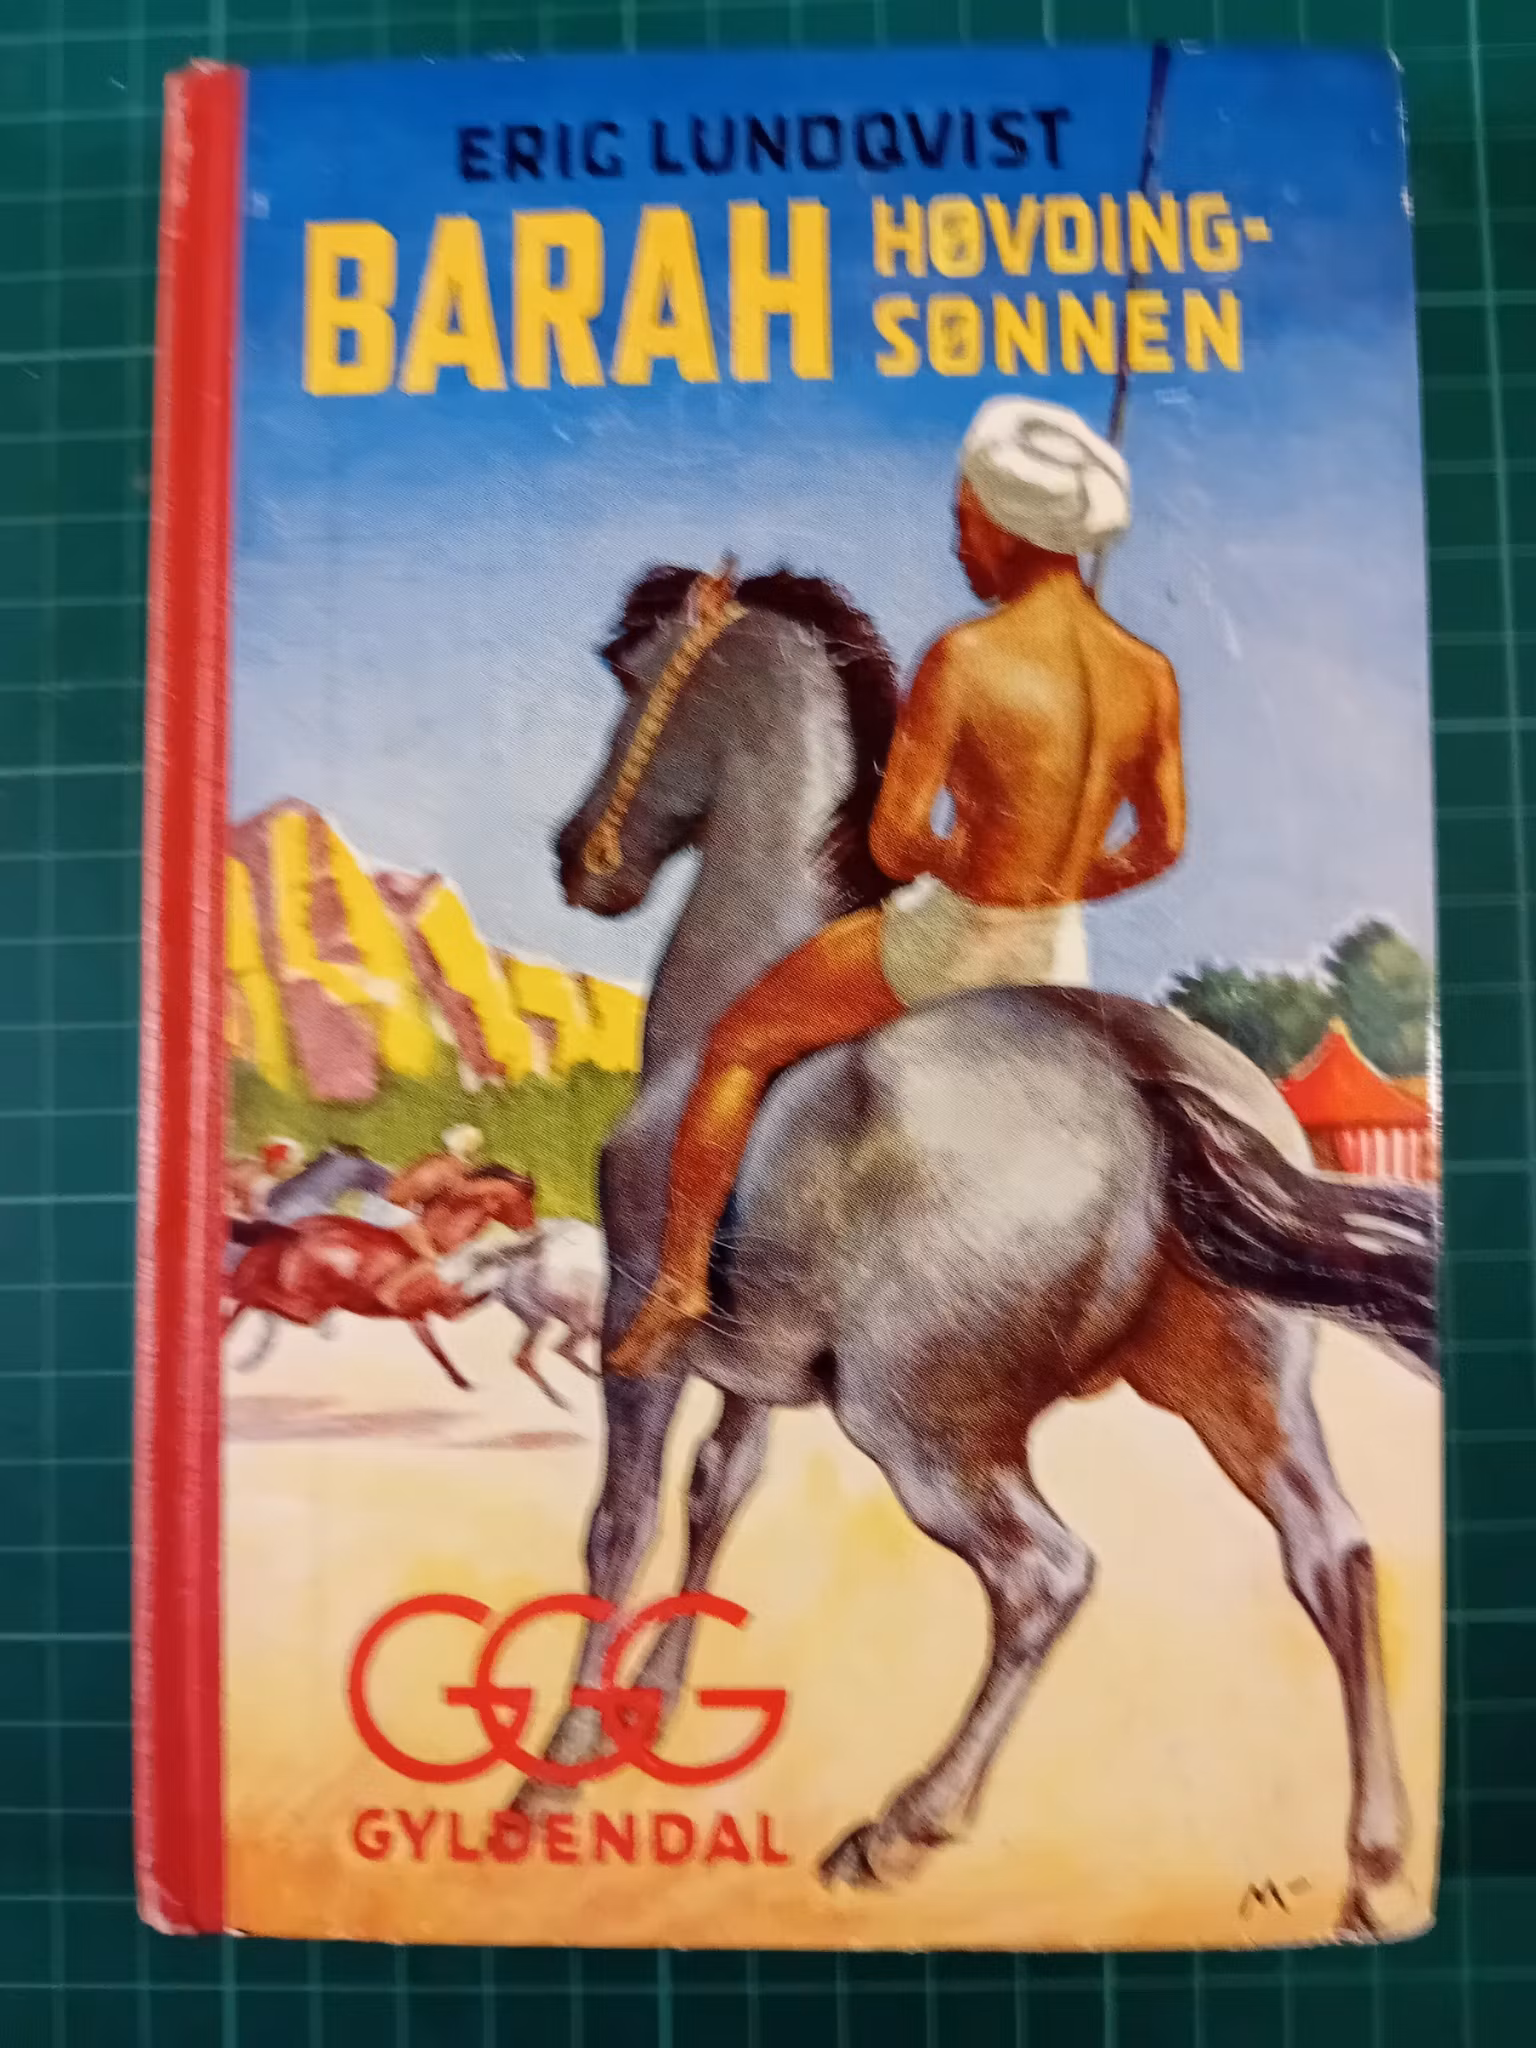 ERIC LUNDQVIST
BARAH HØVDING-
SØNNEN
GGG
GYLDENDAL
M